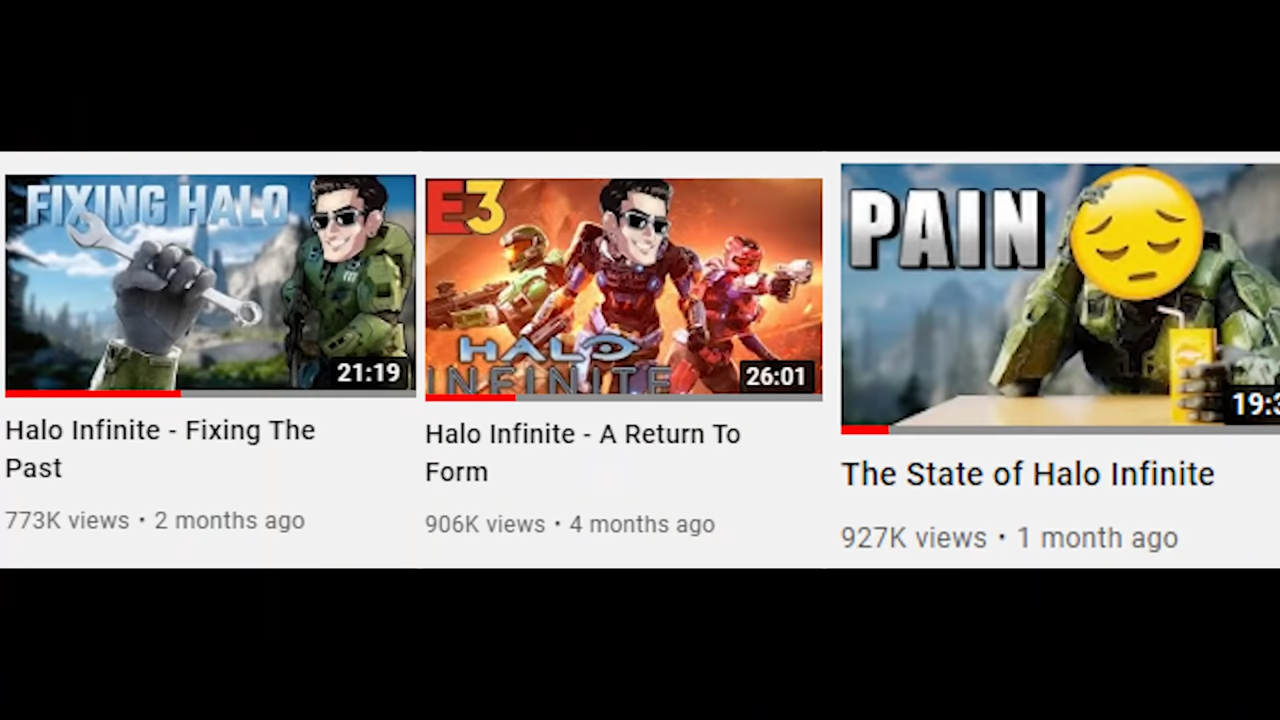 FIXING HALO
21:19
Halo Infinite - Fixing The
Past
773K views • 2 months ago
E3
HALO
INFINITE
26:01
Halo Infinite - A Return To
Form
906K views • 4 months ago
PAIN
19:3
The State of Halo Infinite
927K views • 1 month ago